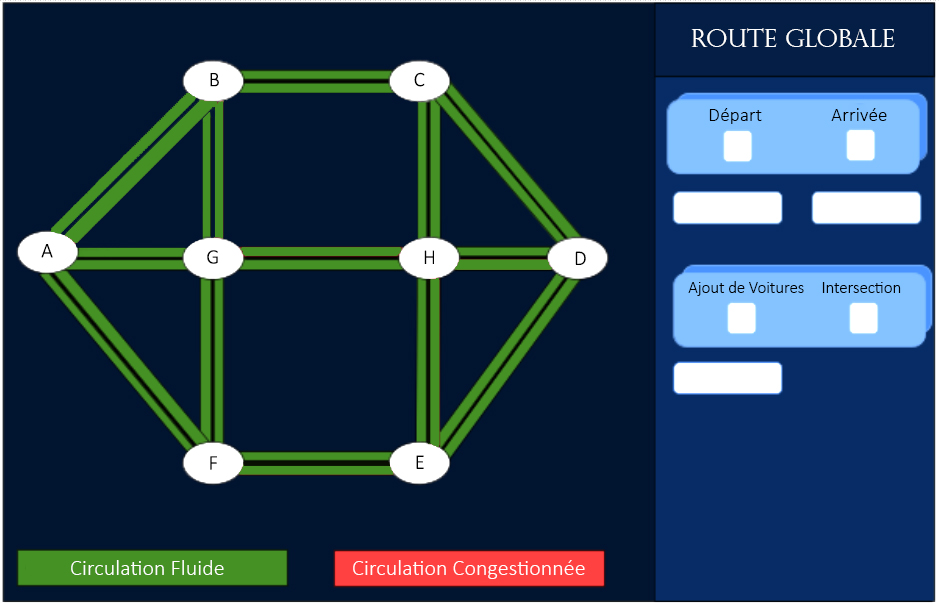 ROUTE GLOBALE
B
C
Départ Arrivée
A
G
H
D
Ajout de Voitures Intersection
F
E
Circulation Fluide
Circulation Congestionnée